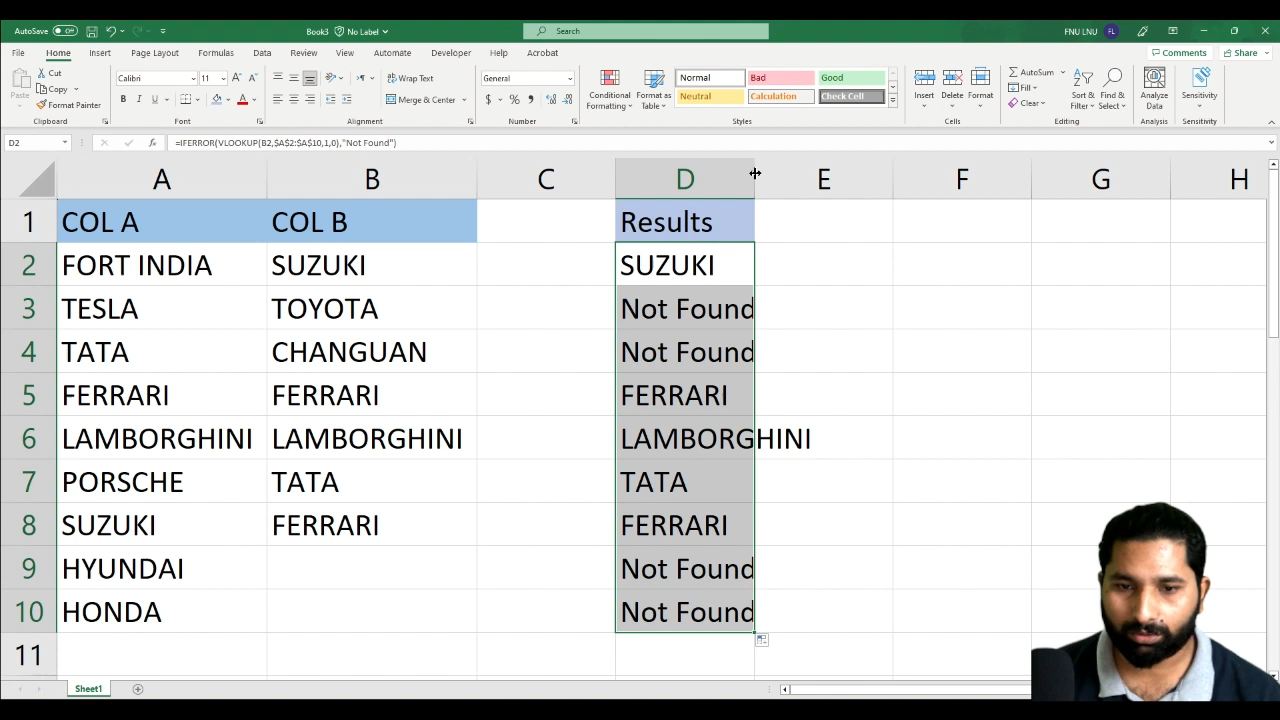 AutoSave Off Book3 No Label Search FNU LNU FL
File Home Insert Page Layout Formulas Data Review View Automate Developer Help Acrobat Comments Share
Paste Cut Copy Format Painter Clipboard
Calibri 11 A A B I U A Font
Wrap Text Merge & Center Alignment
General $ % Number
Conditional Formatting Format as Table Normal Bad Good Neutral Calculation Check Cell Styles
Insert Delete Format Cells
AutoSum Fill Clear Sort & Filter Find & Select Editing
Analyze Data Analysis
Sensitivity Sensitivity
D2 fx =IFERROR(VLOOKUP(B2,$A$2:$A$10,1,0),"Not Found")
A B C D E F G H
1 COL A COL B Results
2 FORT INDIA SUZUKI SUZUKI
3 TESLA TOYOTA Not Found
4 TATA CHANGUAN Not Found
5 FERRARI FERRARI FERRARI
6 LAMBORGHINI LAMBORGHINI LAMBORGHINI
7 PORSCHE TATA TATA
8 SUZUKI FERRARI FERRARI
9 HYUNDAI Not Found
10 HONDA Not Found
11
Sheet1